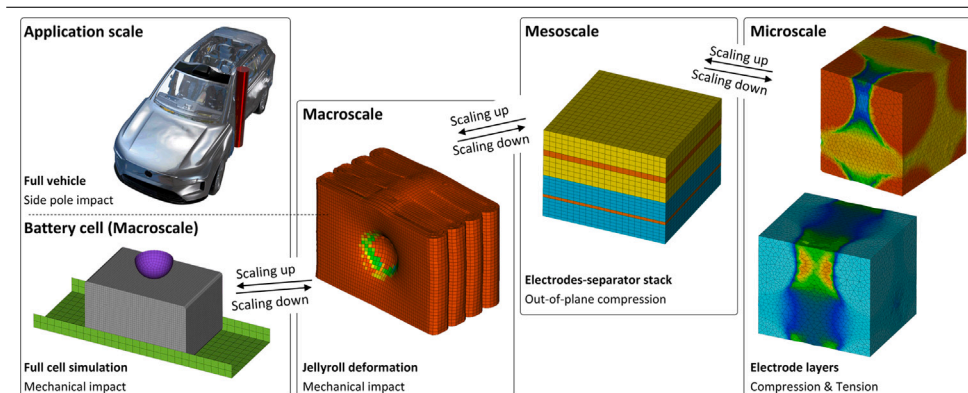 Application scale
Full vehicle
Side pole impact
Battery cell (Macroscale)
Scaling up
Scaling down
Full cell simulation
Mechanical impact
Macroscale
Jellyroll deformation
Mechanical impact
Scaling up
Scaling down
Mesoscale
Electrodes-separator stack
Out-of-plane compression
Scaling up
Scaling down
Microscale
Electrode layers
Compression & Tension